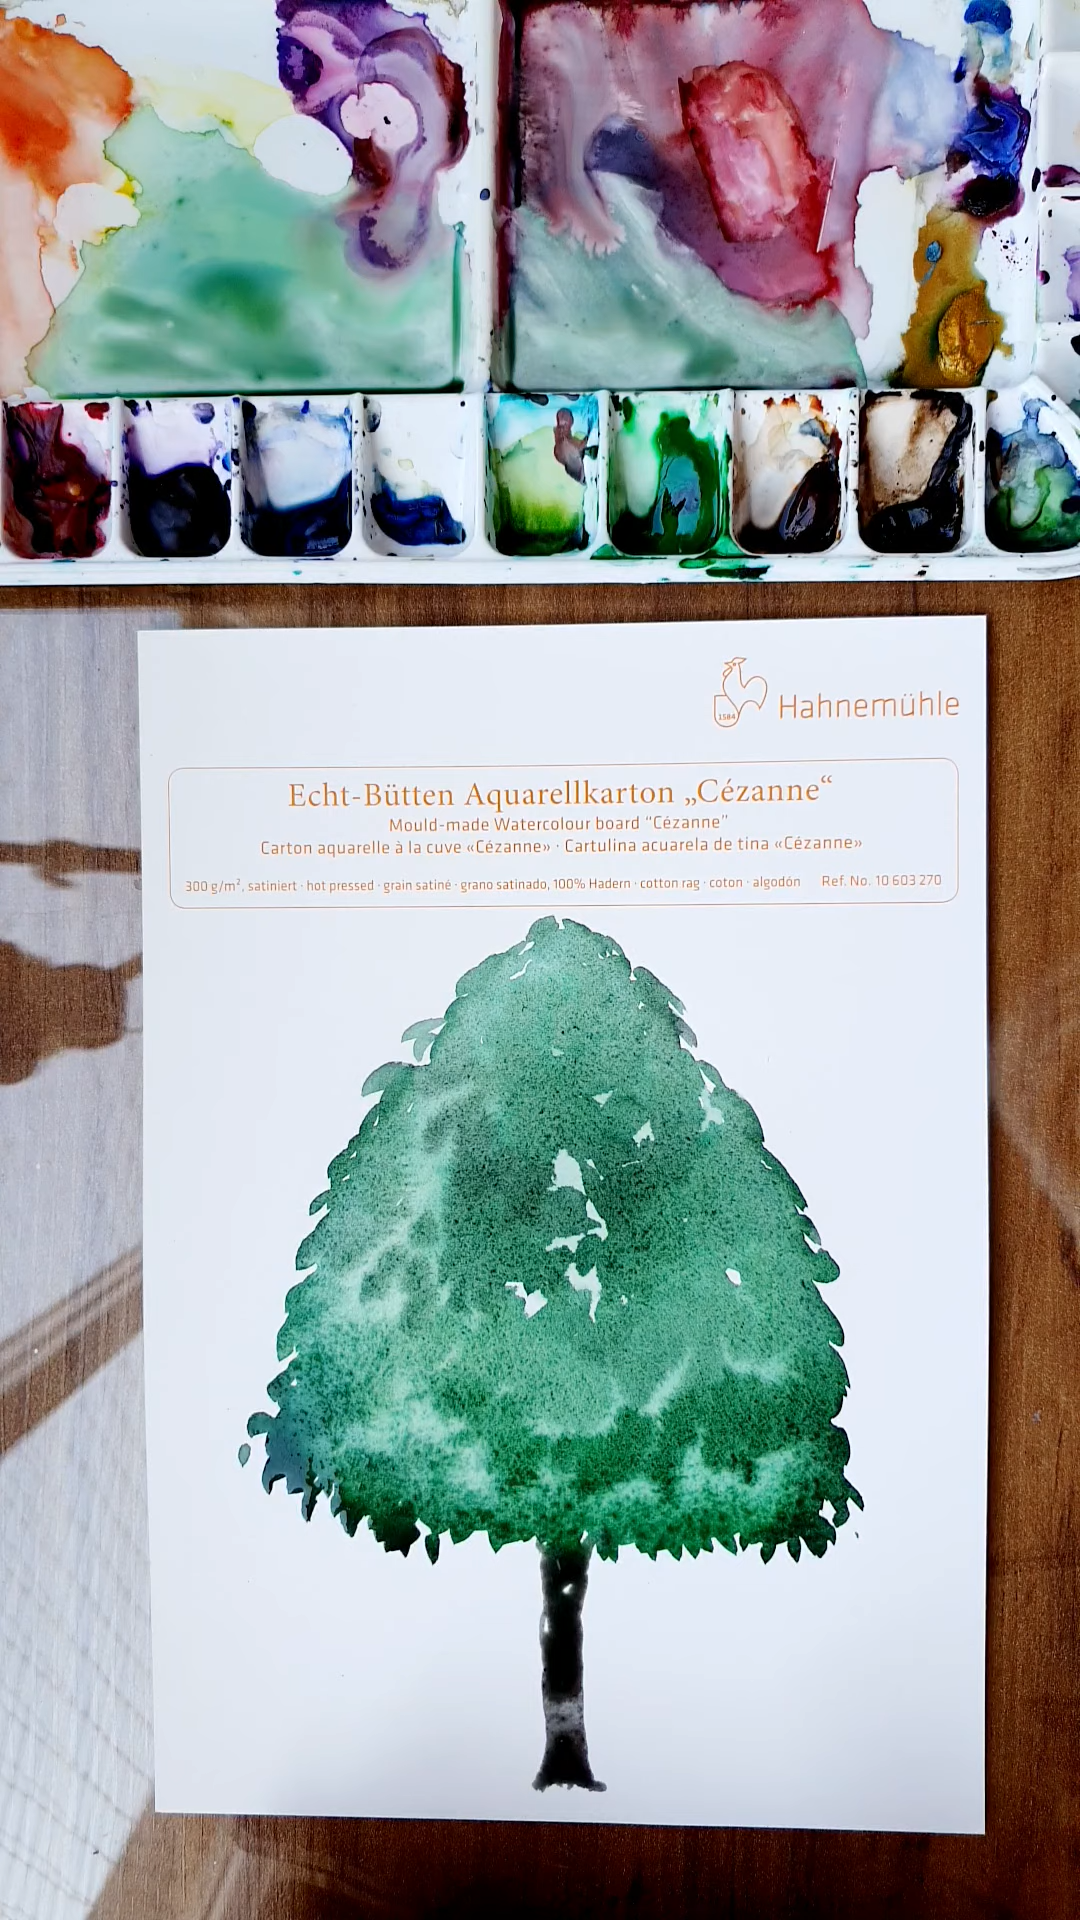 1584
Hahnemühle
Echt-Bütten Aquarellkarton „Cézanne“
Mould-made Watercolour board “Cézanne”
Carton aquarelle à la cuve «Cézanne» · Cartulina acuarela de tina «Cézanne»
300 g/m², satiniert · hot pressed · grain satiné · grano satinado, 100% Hadern · cotton rag · coton · algodón Ref. No. 10 603 270